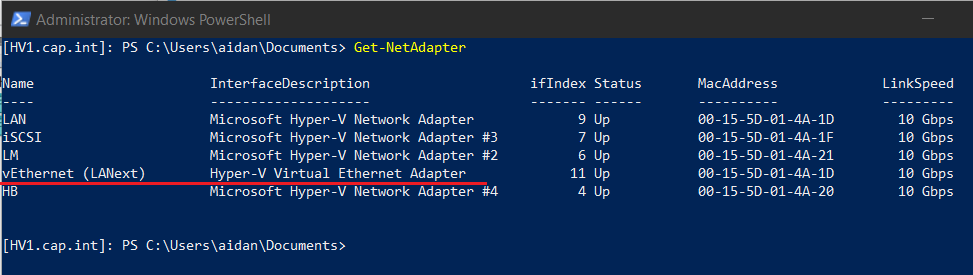 Administrator: Windows PowerShell
[HV1.cap.int]: PS C:\Users\aidan\Documents> Get-NetAdapter
Name InterfaceDescription ifIndex Status MacAddress LinkSpeed
---- -------------------- ------- ------ ---------- ---------
LAN Microsoft Hyper-V Network Adapter 9 Up 00-15-5D-01-4A-1D 10 Gbps
iSCSI Microsoft Hyper-V Network Adapter #3 7 Up 00-15-5D-01-4A-1F 10 Gbps
LM Microsoft Hyper-V Network Adapter #2 6 Up 00-15-5D-01-4A-21 10 Gbps
vEthernet (LANext) Hyper-V Virtual Ethernet Adapter 11 Up 00-15-5D-01-4A-1D 10 Gbps
HB Microsoft Hyper-V Network Adapter #4 4 Up 00-15-5D-01-4A-20 10 Gbps
[HV1.cap.int]: PS C:\Users\aidan\Documents>